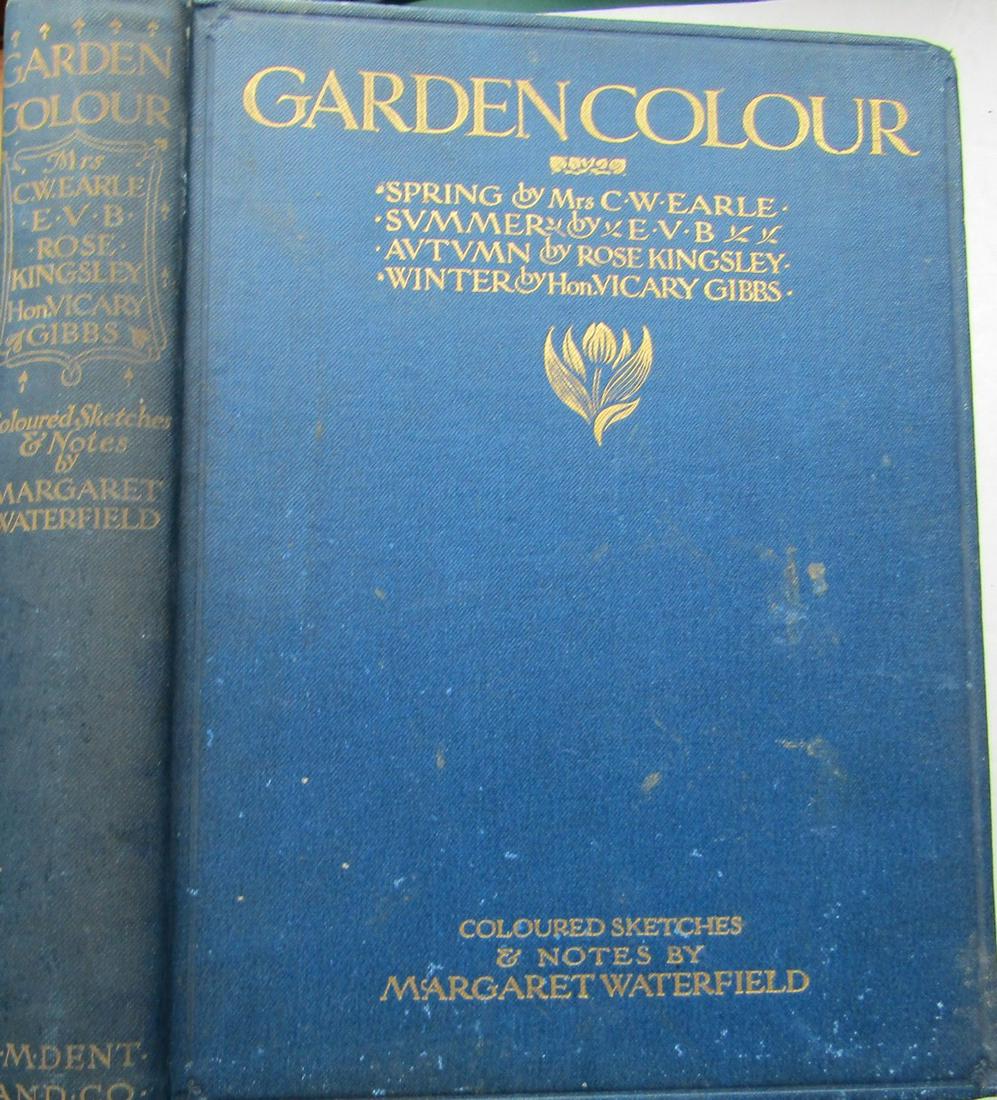 GARDEN
COLOUR
Mrs
C.W.EARLE
·E·V·B·
·ROSE·
KINGSLEY
Hon.VICARY
GIBBS
Coloured Sketches
& Notes
by
MARGARET
WATERFIELD
·M·DENT·
AND·CO·
GARDEN COLOUR
·SPRING by Mrs C·W·EARLE·
·SVMMER by E·V·B
·AVTVMN by ROSE KINGSLEY·
·WINTER by Hon.VICARY GIBBS·
COLOURED SKETCHES
& NOTES BY
MARGARET WATERFIELD